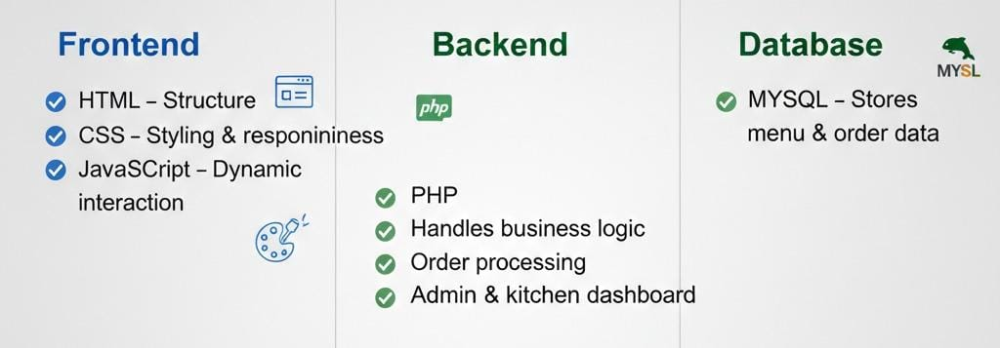 Frontend
HTML – Structure
CSS – Styling & responininess
JavaSCript – Dynamic
interaction
Backend
php
PHP
Handles business logic
Order processing
Admin & kitchen dashboard
Database
MYSL
MYSQL – Stores
menu & order data